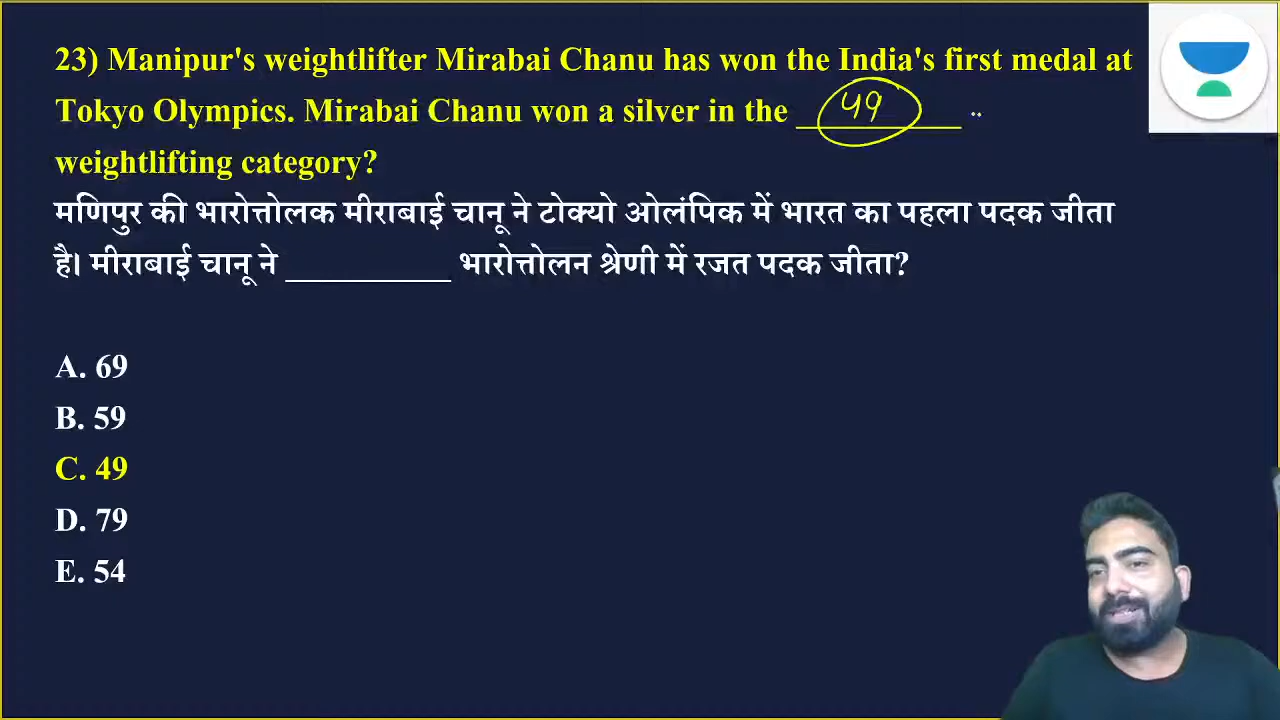 23) Manipur's weightlifter Mirabai Chanu has won the India's first medal at
Tokyo Olympics. Mirabai Chanu won a silver in the 49
weightlifting category?
मणिपुर की भारोत्तोलक मीराबाई चानू ने टोक्यो ओलंपिक में भारत का पहला पदक जीता
है। मीराबाई चानू ने __________ भारोत्तोलन श्रेणी में रजत पदक जीता?
A. 69
B. 59
C. 49
D. 79
E. 54